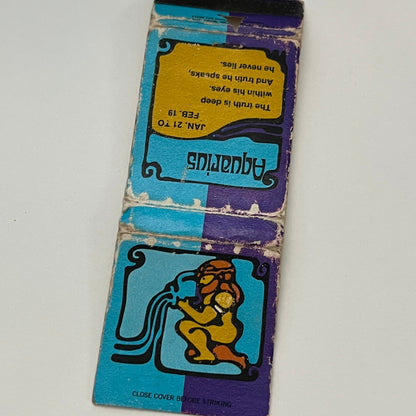 Aquarius
JAN. 21 TO
FEB. 19
The truth is deep
within his eyes.
And truth he speaks,
he never lies.
CLOSE COVER BEFORE STRIKING